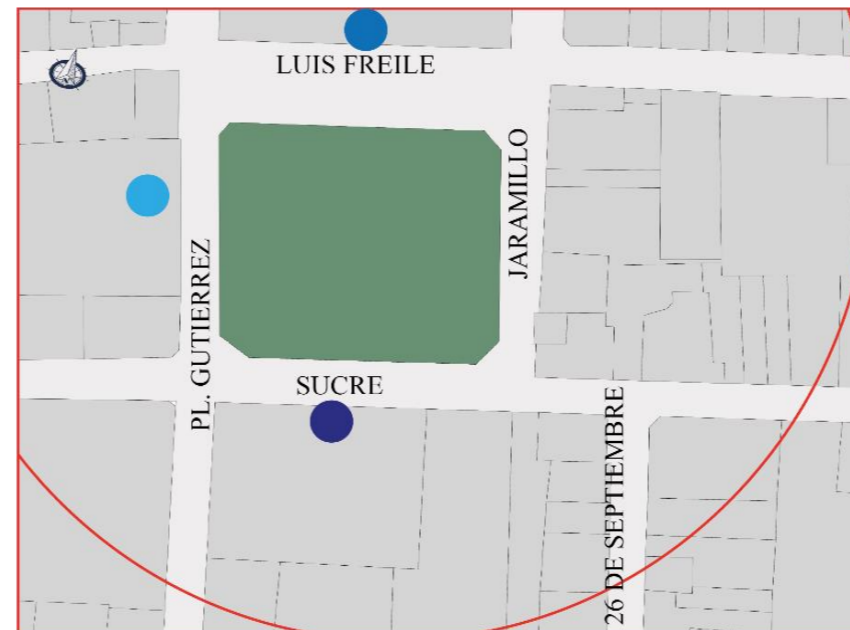 LUIS FREILE
JARAMILLO
PL. GUTIERREZ
SUCRE
26 DE SEPTIEMBRE